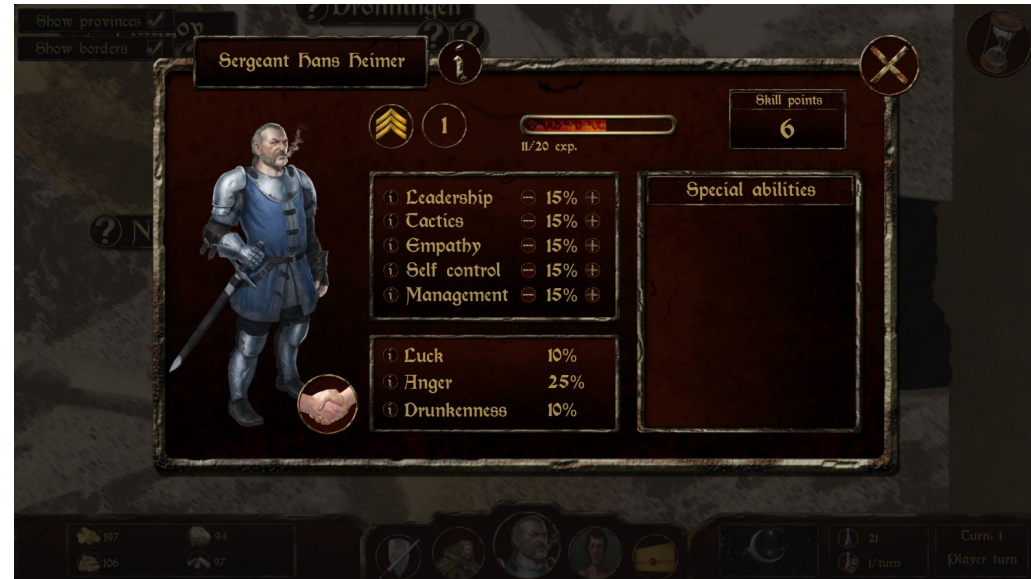 Show provinces
Show borders
? Dronningen
Sergeant Hans Heimer
i
1
11/20 exp.
Skill points
6
Leadership 15%
Tactics 15%
Empathy 15%
Self control 15%
Management 15%
Special abilities
Luck 10%
Anger 25%
Drunkenness 10%
? N
197
94
106
97
21
1/turn
Turn: 1
Player turn